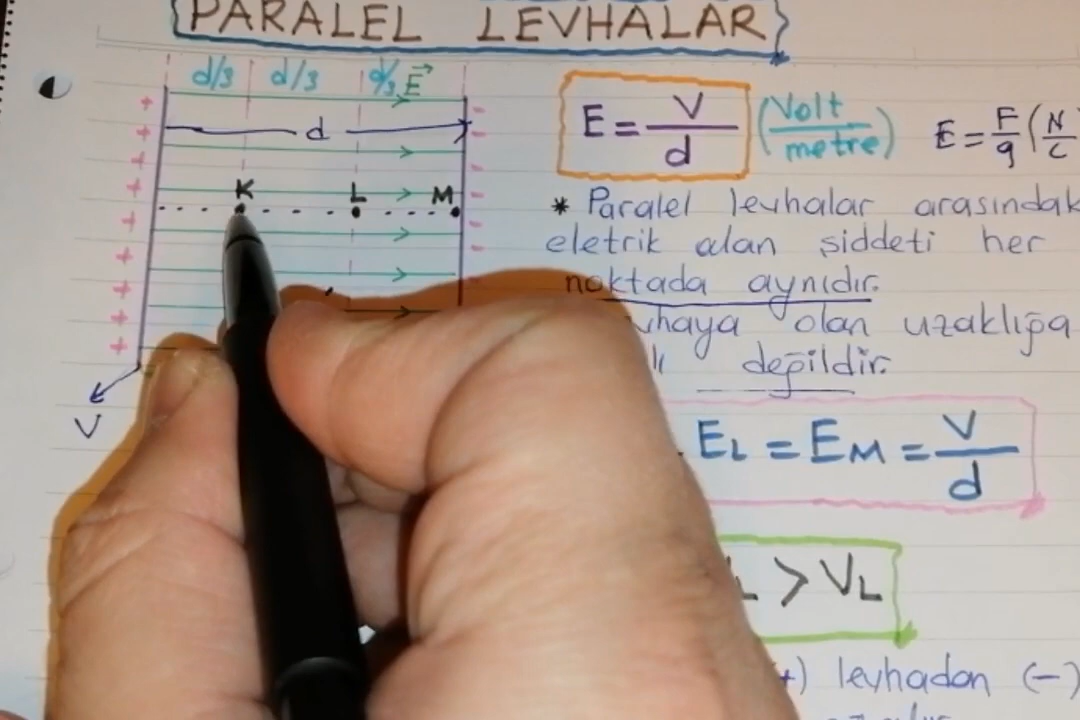 PARALEL LEVHALAR
d/3 d/3 d/3 E
d
K L M
V
E = V/d (Volt/metre) E = F/q (N/C
* Paralel levhalar arasındak
eletrik alan şiddeti her
noktada aynıdır.
olan uzaklığa
değildir.
EL = EM = V/d
> VL
levhadan (-)